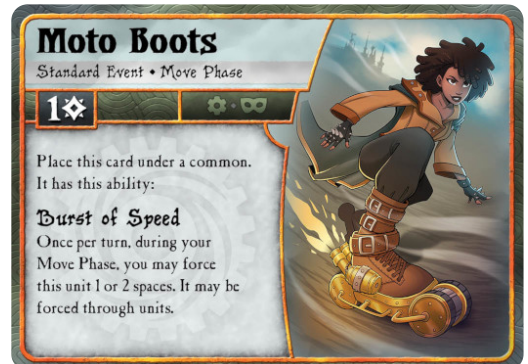 Moto Boots
Standard Event • Move Phase
1
Place this card under a common.
It has this ability:
Burst of Speed
Once per turn, during your
Move Phase, you may force
this unit 1 or 2 spaces. It may be
forced through units.